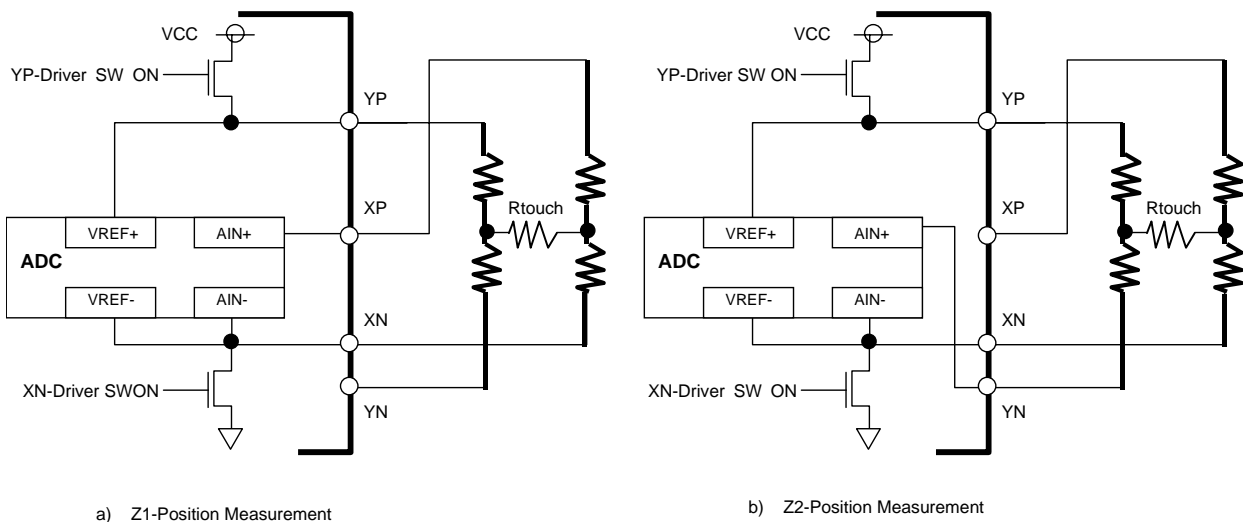 VCC
YP-Driver SW ON
YP
XP
Rtouch
VREF+
AIN+
ADC
VREF-
AIN-
XN
XN-Driver SWON
YN
a) Z1-Position Measurement
VCC
YP-Driver SW ON
YP
XP
Rtouch
VREF+
AIN+
ADC
VREF-
AIN-
XN
XN-Driver SW ON
YN
b) Z2-Position Measurement